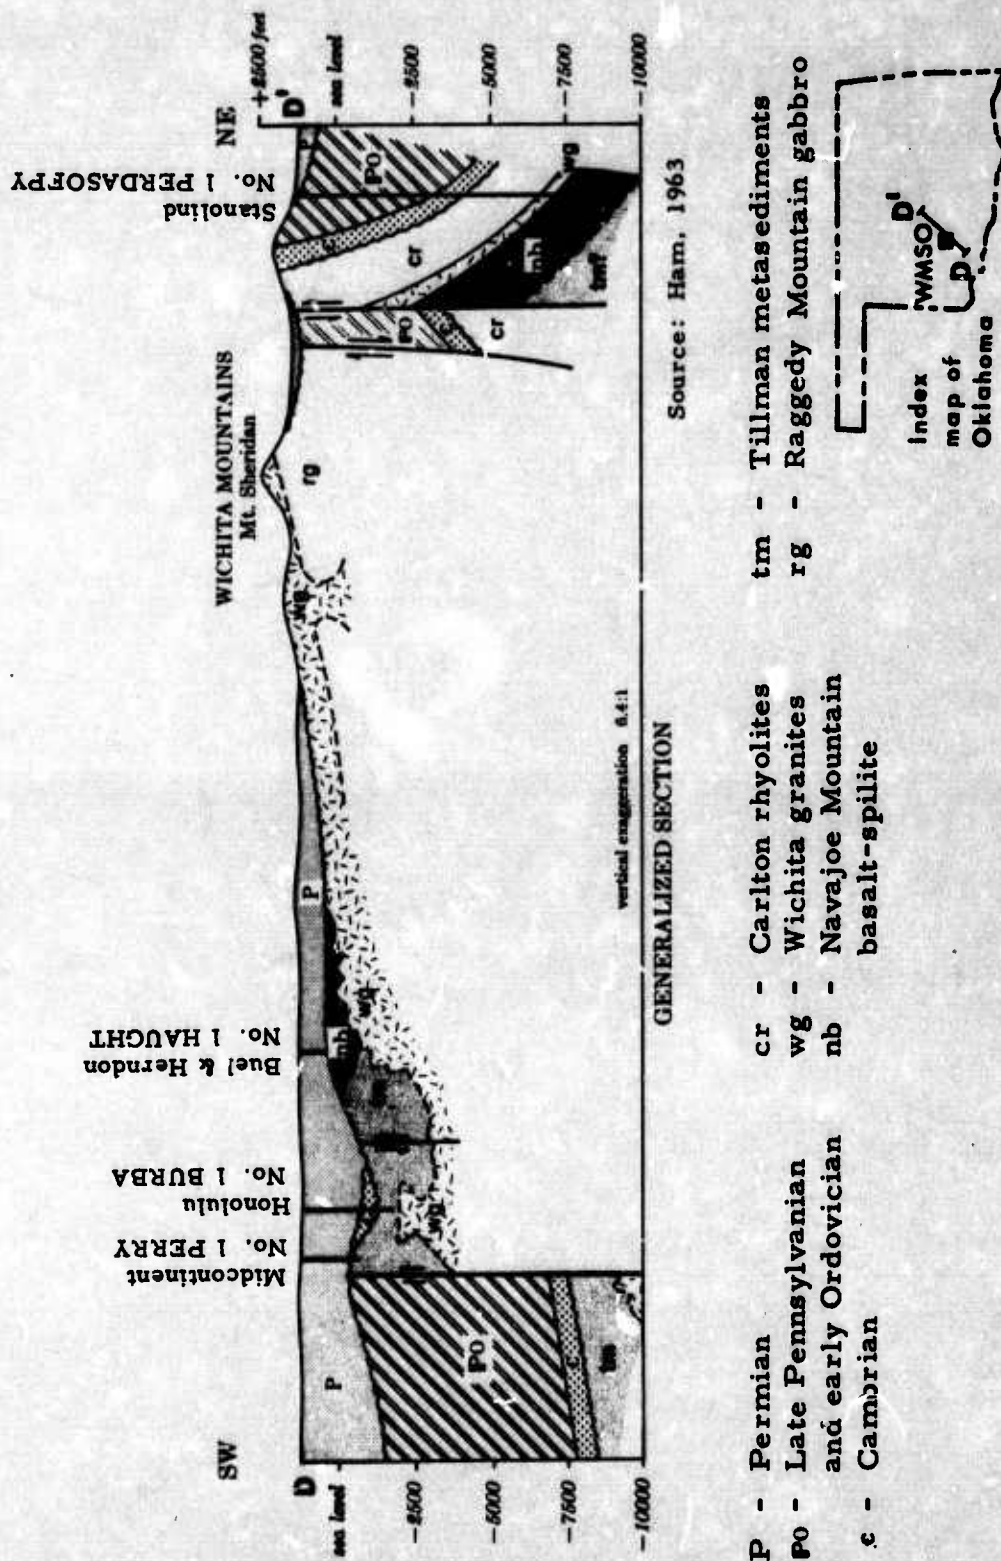 SW
NE
WICHITA MOUNTAINS
Mt. Sheridan
Midcontinent
No. 1 PERRY
Honolulu
No. 1 BURBA
Buel & Herndon
No. 1 HAUGHT
Stanolind
No. 1 PERDASOFPY
D
sea level
-2500
-5000
-7500
-10000
+2500 feet
D'
sea level
-2500
-5000
-7500
-10000
P
PO
c
tm
wg
nb
wg
P
wg
rg
PO
c
cr
cr
c
PO
P
wg
nb
tm?
vertical exageration 6.4:1
GENERALIZED SECTION
Source: Ham, 1963
P - Permian
PO - Late Pennsylvanian
and early Ordovician
c - Cambrian
cr - Carlton rhyolites
wg - Wichita granites
nb - Navajoe Mountain
basalt-spilite
tm - Tillman metasediments
rg - Raggedy Mountain gabbro
Index
map of
Oklahoma
WMSO
D
D'